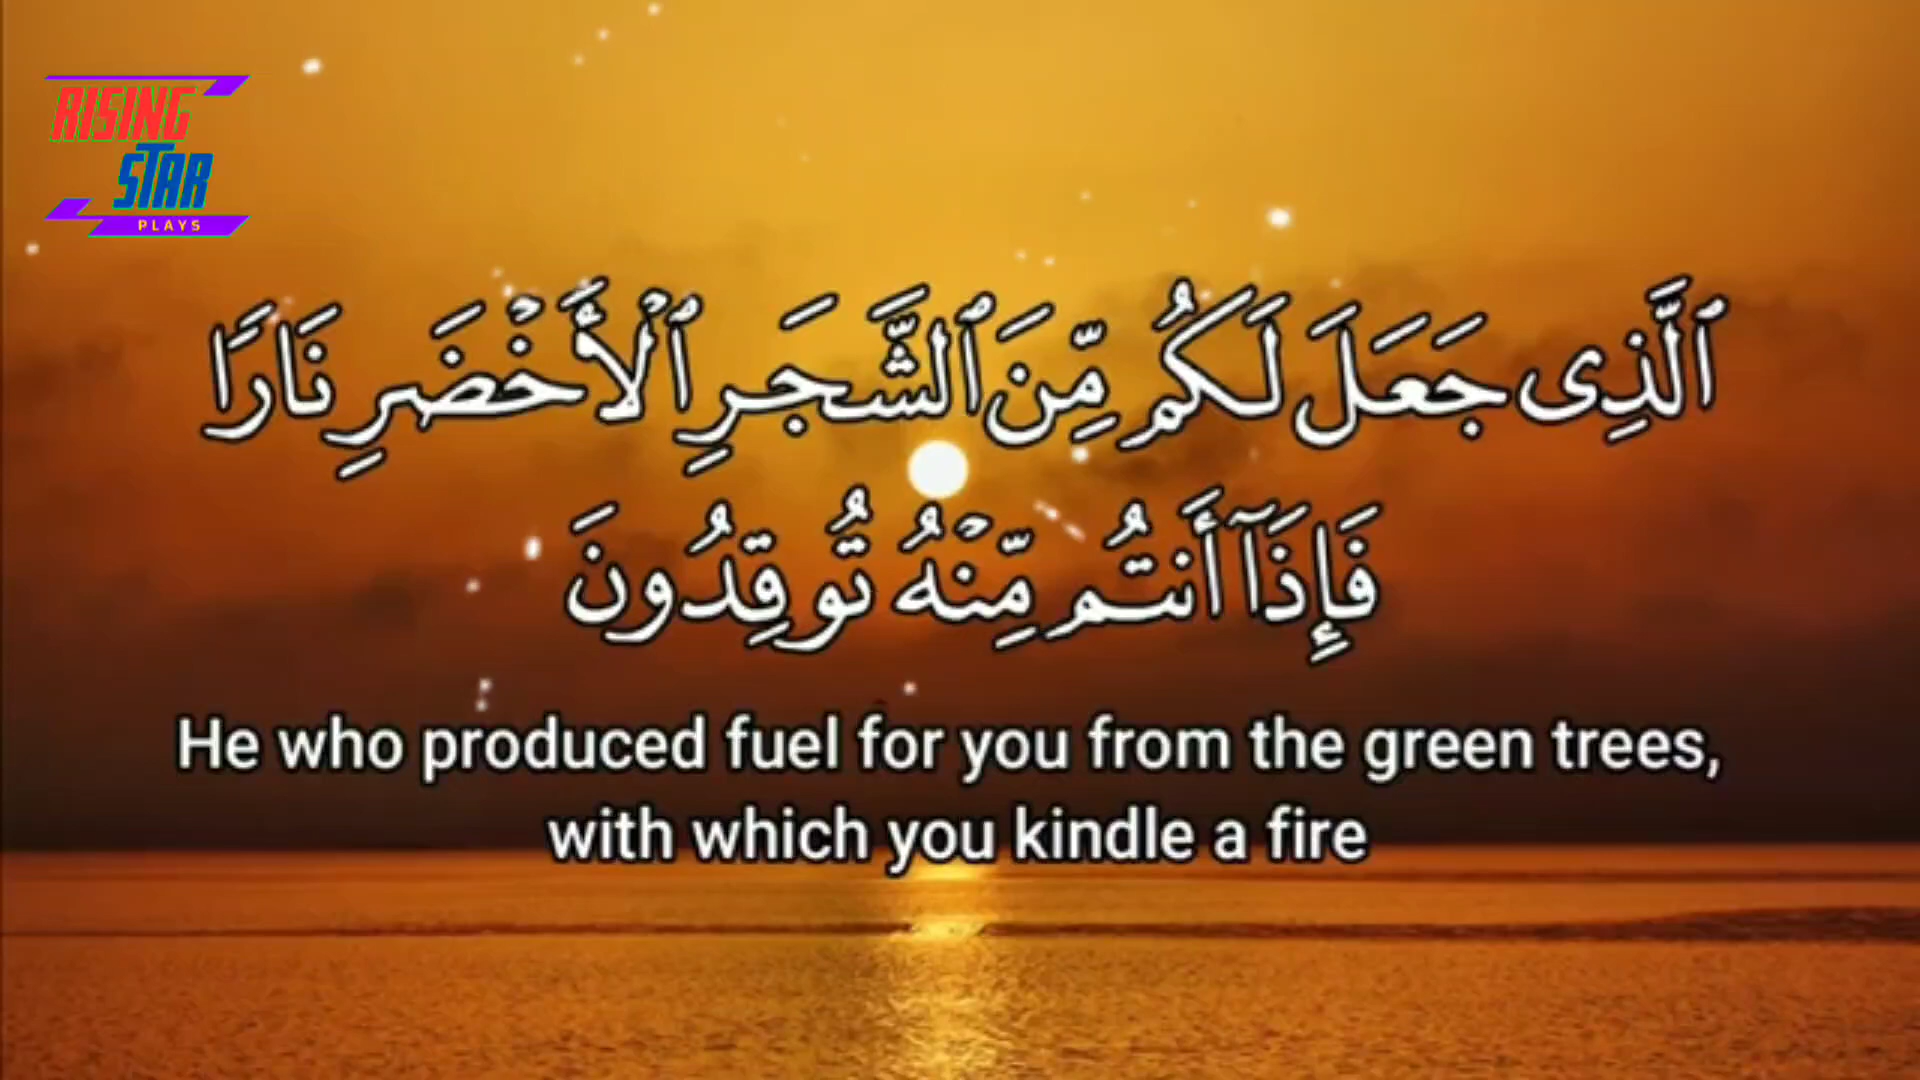 RISING
STAR
PLAYS
ٱلَّذِى جَعَلَ لَكُم مِّنَ ٱلشَّجَرِ ٱلْأَخْضَرِ نَارًا
فَإِذَآ أَنتُم مِّنْهُ تُوقِدُونَ
He who produced fuel for you from the green trees,
with which you kindle a fire